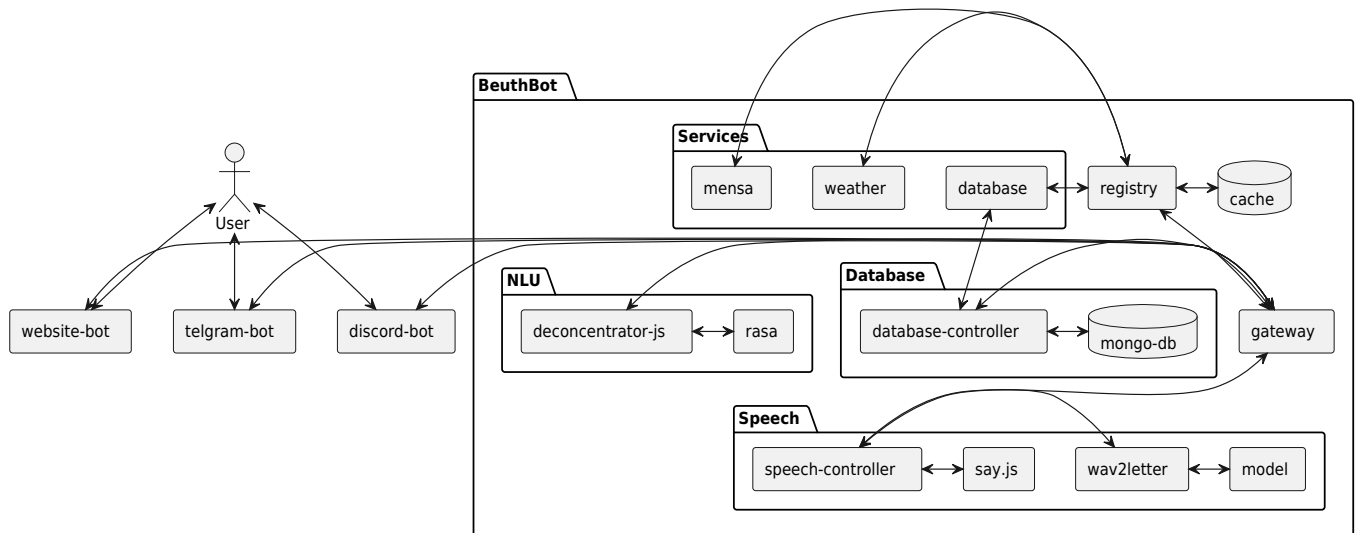 BeuthBot
Services
mensa
weather
database
registry
cache
User
NLU
deconcentrator-js
rasa
Database
database-controller
mongo-db
gateway
website-bot
telgram-bot
discord-bot
Speech
speech-controller
say.js
wav2letter
model